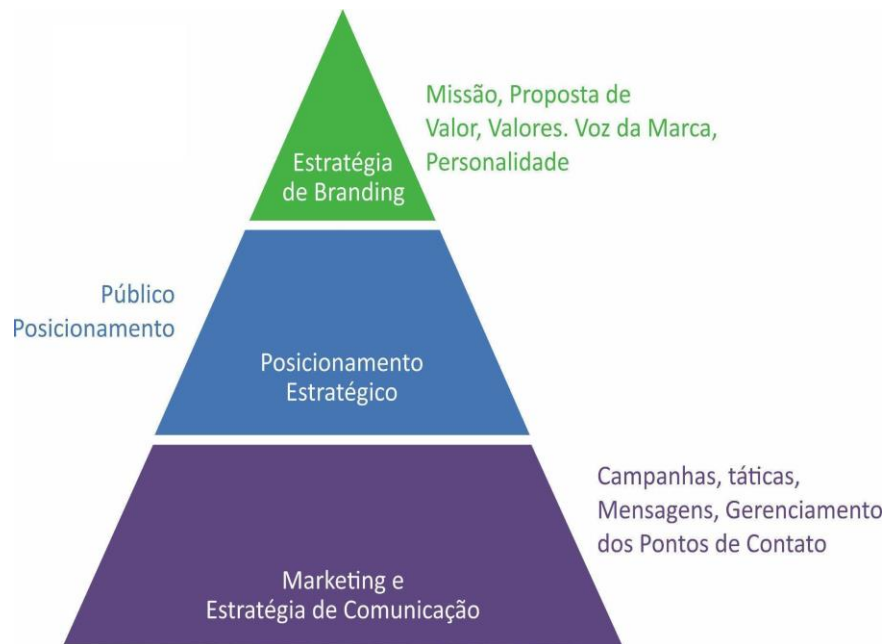 Missão, Proposta de
Valor, Valores. Voz da Marca,
Personalidade
Estratégia
de Branding
Público
Posicionamento
Posicionamento
Estratégico
Campanhas, táticas,
Mensagens, Gerenciamento
dos Pontos de Contato
Marketing e
Estratégia de Comunicação